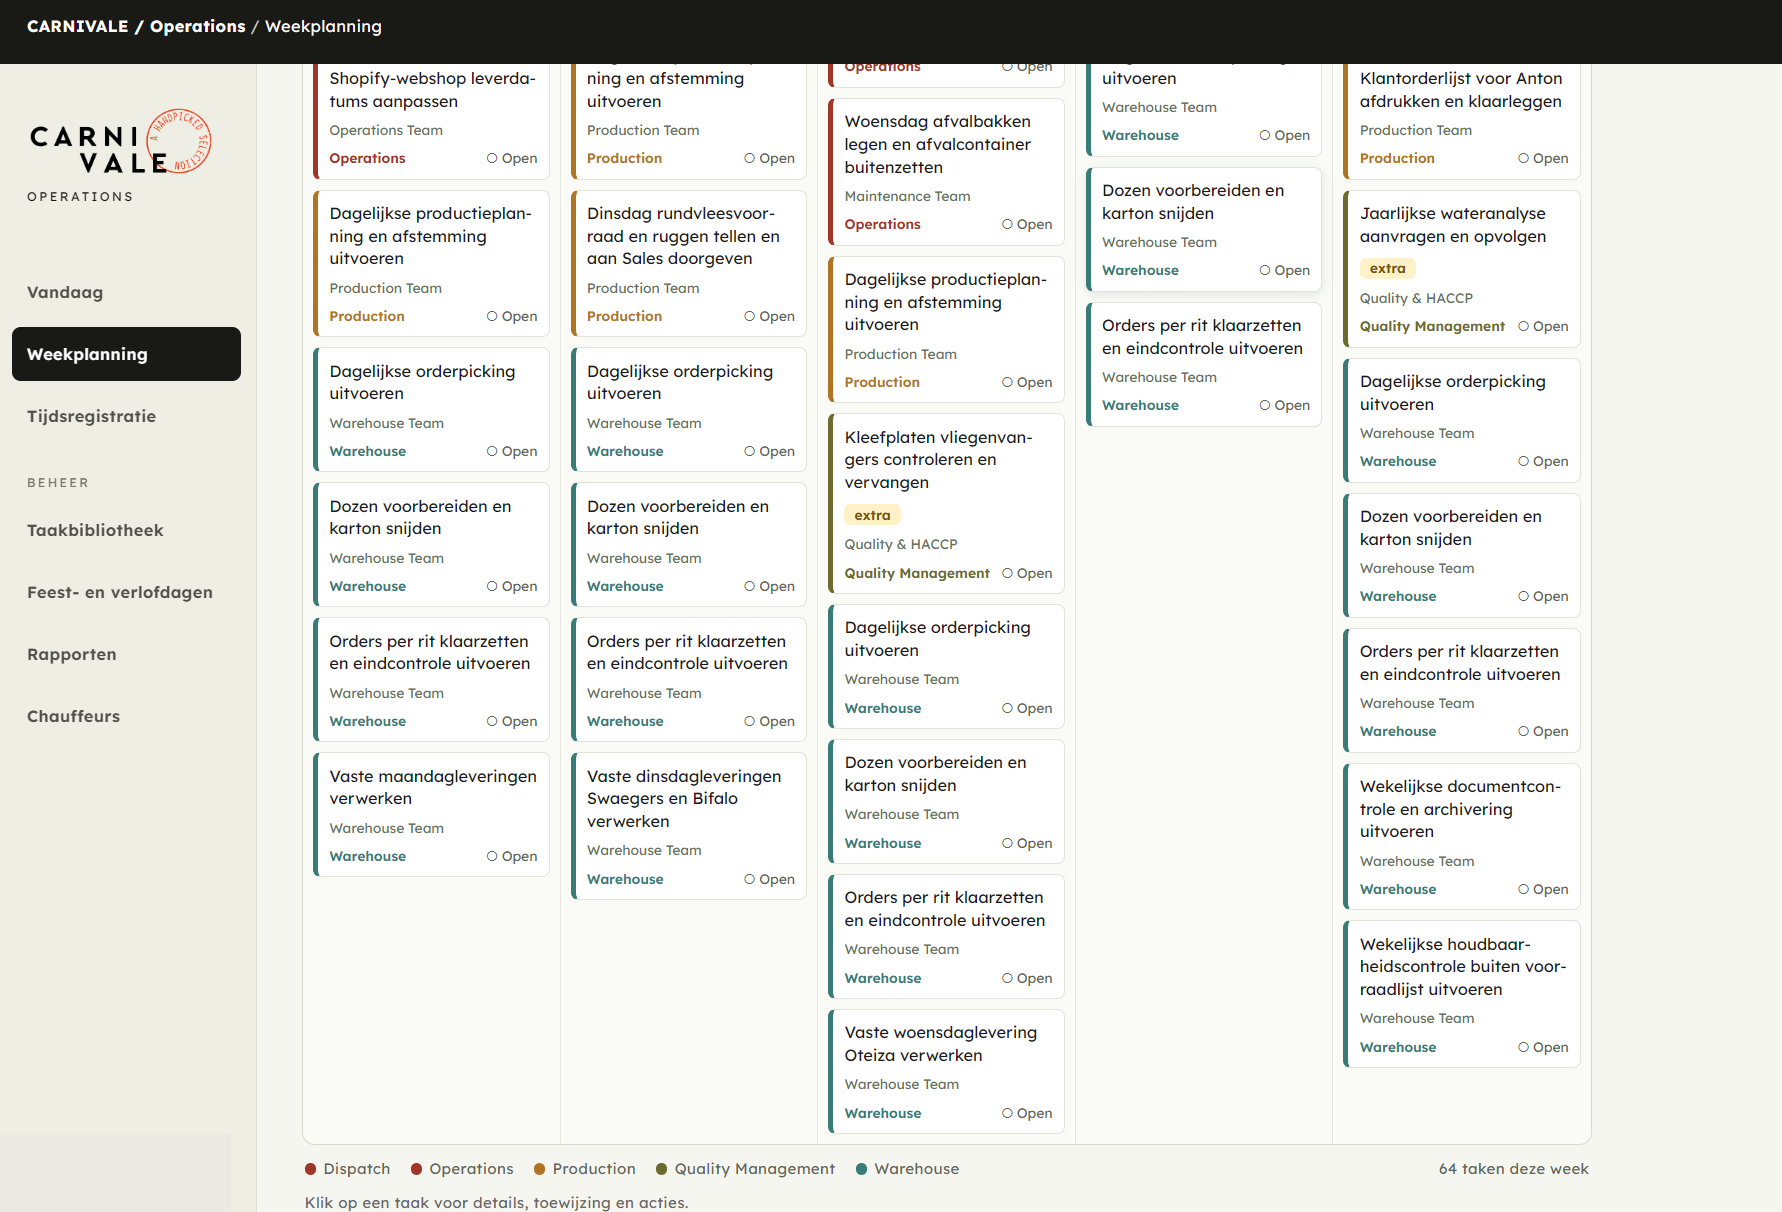 CARNIVALE / Operations / Weekplanning
CARNI
VALE
A HANDPICKED SELECTION
OPERATIONS
Vandaag
Weekplanning
Tijdsregistratie
BEHEER
Taakbibliotheek
Feest- en verlofdagen
Rapporten
Chauffeurs
Shopify-webshop leverda-
tums aanpassen
Operations Team
Operations
Open
Dagelijkse productieplan-
ning en afstemming
uitvoeren
Production Team
Production
Open
Dagelijkse orderpicking
uitvoeren
Warehouse Team
Warehouse
Open
Dozen voorbereiden en
karton snijden
Warehouse Team
Warehouse
Open
Orders per rit klaarzetten
en eindcontrole uitvoeren
Warehouse Team
Warehouse
Open
Vaste maandagleveringen
verwerken
Warehouse Team
Warehouse
Open
ning en afstemming
uitvoeren
Production Team
Production
Open
Dinsdag rundvleesvoor-
raad en ruggen tellen en
aan Sales doorgeven
Production Team
Production
Open
Dagelijkse orderpicking
uitvoeren
Warehouse Team
Warehouse
Open
Dozen voorbereiden en
karton snijden
Warehouse Team
Warehouse
Open
Orders per rit klaarzetten
en eindcontrole uitvoeren
Warehouse Team
Warehouse
Open
Vaste dinsdagleveringen
Swaegers en Bifalo
verwerken
Warehouse Team
Warehouse
Open
Operations
Open
Woensdag afvalbakken
legen en afvalcontainer
buitenzetten
Maintenance Team
Operations
Open
Dagelijkse productieplan-
ning en afstemming
uitvoeren
Production Team
Production
Open
Kleefplaten vliegenvan-
gers controleren en
vervangen
extra
Quality & HACCP
Quality Management
Open
Dagelijkse orderpicking
uitvoeren
Warehouse Team
Warehouse
Open
Dozen voorbereiden en
karton snijden
Warehouse Team
Warehouse
Open
Orders per rit klaarzetten
en eindcontrole uitvoeren
Warehouse Team
Warehouse
Open
Vaste woensdaglevering
Oteiza verwerken
Warehouse Team
Warehouse
Open
uitvoeren
Warehouse Team
Warehouse
Open
Dozen voorbereiden en
karton snijden
Warehouse Team
Warehouse
Open
Orders per rit klaarzetten
en eindcontrole uitvoeren
Warehouse Team
Warehouse
Open
Klantorderlijst voor Anton
afdrukken en klaarleggen
Production Team
Production
Open
Jaarlijkse wateranalyse
aanvragen en opvolgen
extra
Quality & HACCP
Quality Management
Open
Dagelijkse orderpicking
uitvoeren
Warehouse Team
Warehouse
Open
Dozen voorbereiden en
karton snijden
Warehouse Team
Warehouse
Open
Orders per rit klaarzetten
en eindcontrole uitvoeren
Warehouse Team
Warehouse
Open
Wekelijkse documentcon-
trole en archivering
uitvoeren
Warehouse Team
Warehouse
Open
Wekelijkse houdbaar-
heidscontrole buiten voor-
raadlijst uitvoeren
Warehouse Team
Warehouse
Open
Dispatch
Operations
Production
Quality Management
Warehouse
64 taken deze week
Klik op een taak voor details, toewijzing en acties.